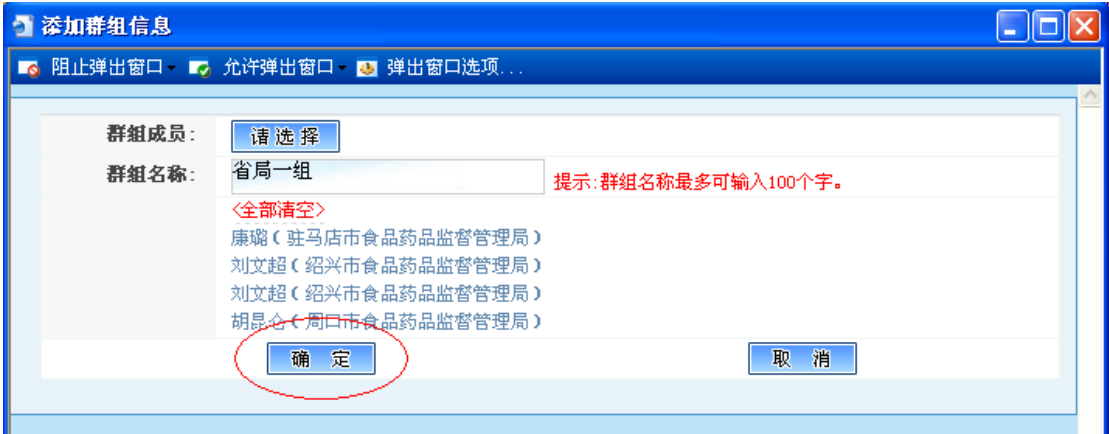 添加群组信息
阻止弹出窗口 允许弹出窗口 弹出窗口选项...
群组成员: 请选择
群组名称: 省局一组 提示:群组名称最多可输入100个字。
<全部清空>
康璐(驻马店市食品药品监督管理局)
刘文超(绍兴市食品药品监督管理局)
刘文超(绍兴市食品药品监督管理局)
胡昆仑(周口市食品药品监督管理局)
确 定 取 消